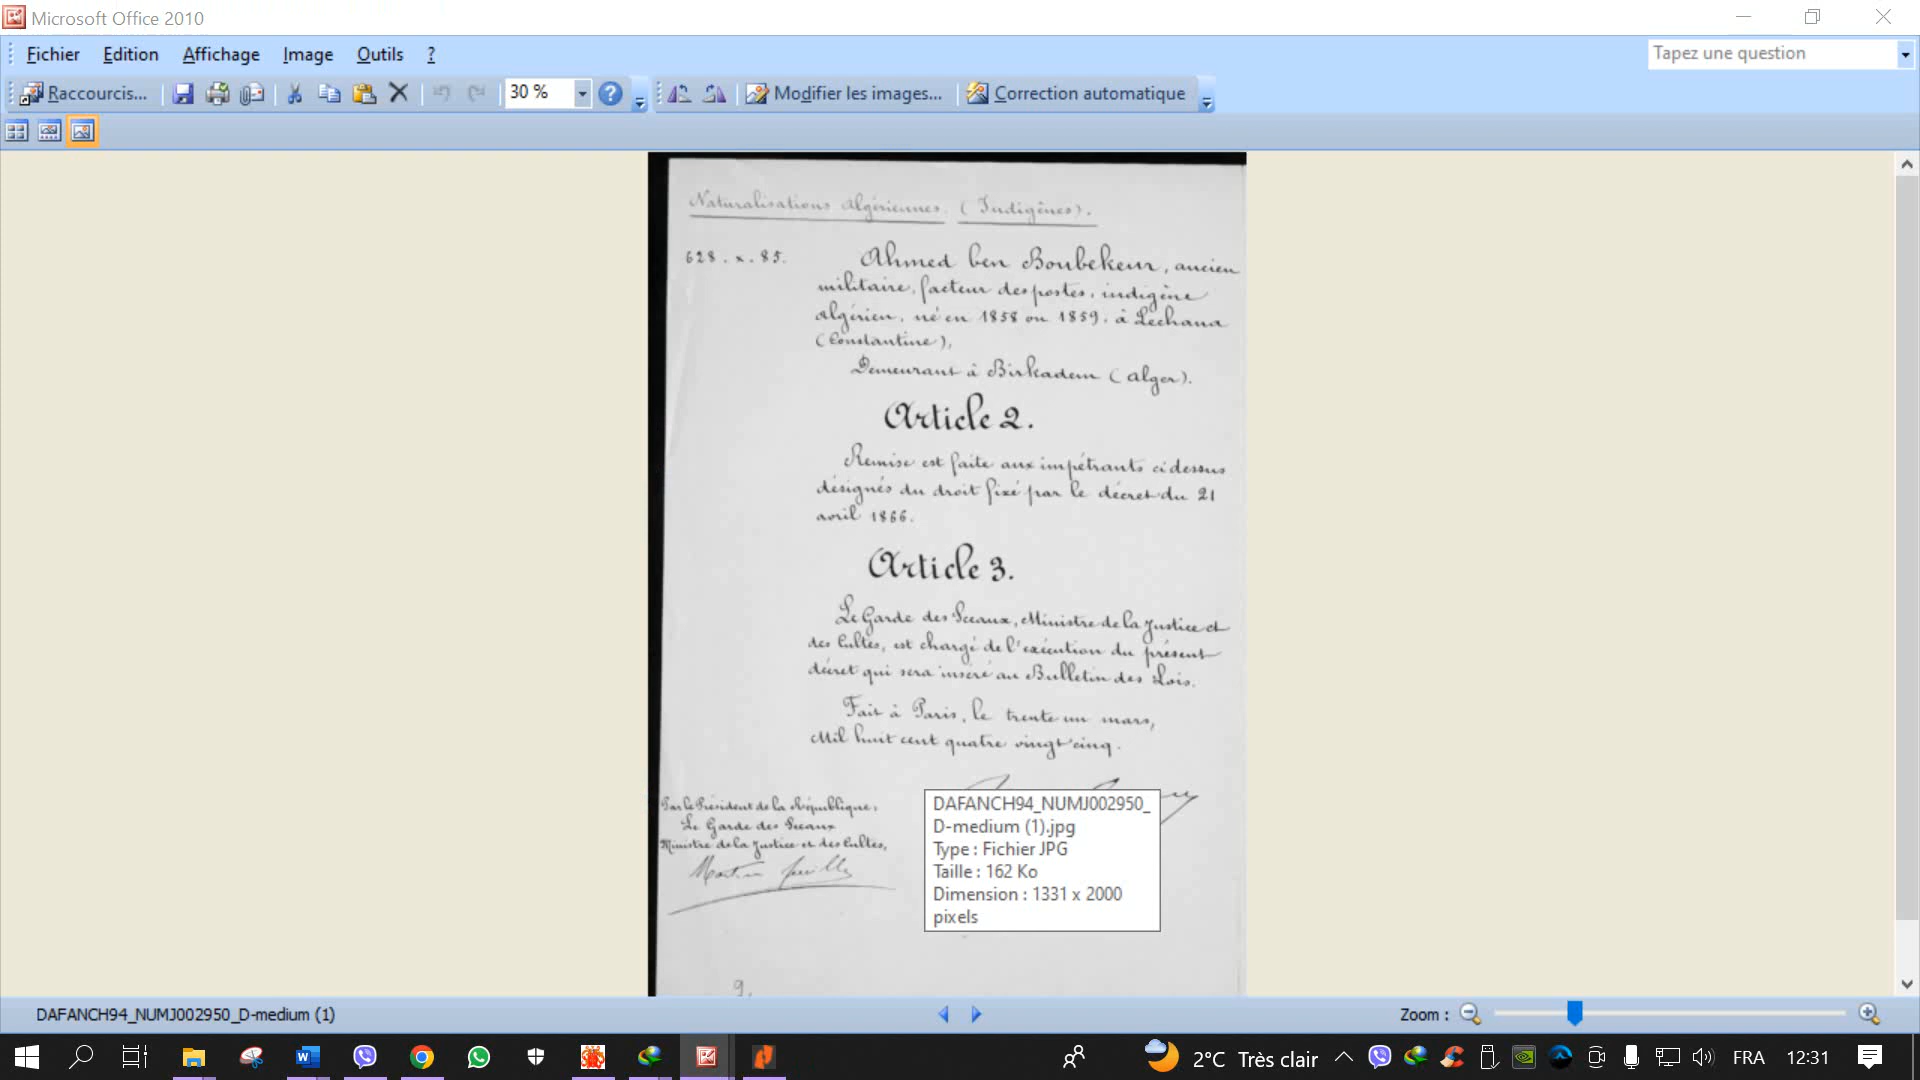 Microsoft Office 2010
Fichier Edition Affichage Image Outils ?
Tapez une question
Raccourcis... 30 % Modifier les images... Correction automatique
Naturalisations algériennes. (Indigènes).
628. x. 85.
Ahmed ben Boubekeur, ancien
militaire, facteur des postes, indigène
algérien, né en 1858 ou 1859, à Lechana
(Constantine),
Demeurant à Birkadem (Alger).
Article 2.
Remise est faite aux impétrants ci dessus
désignés du droit fixé par le décret du 21
avril 1866.
Article 3.
Le Garde des Sceaux, Ministre de la Justice et
des Cultes, est chargé de l'exécution du présent
décret qui sera inséré au Bulletin des Lois.
Fait à Paris, le trente un mars,
Mil huit cent quatre vingt cinq.
Par le Président de la République:
Le Garde des Sceaux
Ministre de la Justice et des Cultes,
Martin Feuillée
DAFANCH94_NUMJ002950_
D-medium (1).jpg
Type : Fichier JPG
Taille : 162 Ko
Dimension : 1331 x 2000
pixels
9.
DAFANCH94_NUMJ002950_D-medium (1)
Zoom :
2°C Très clair FRA 12:31